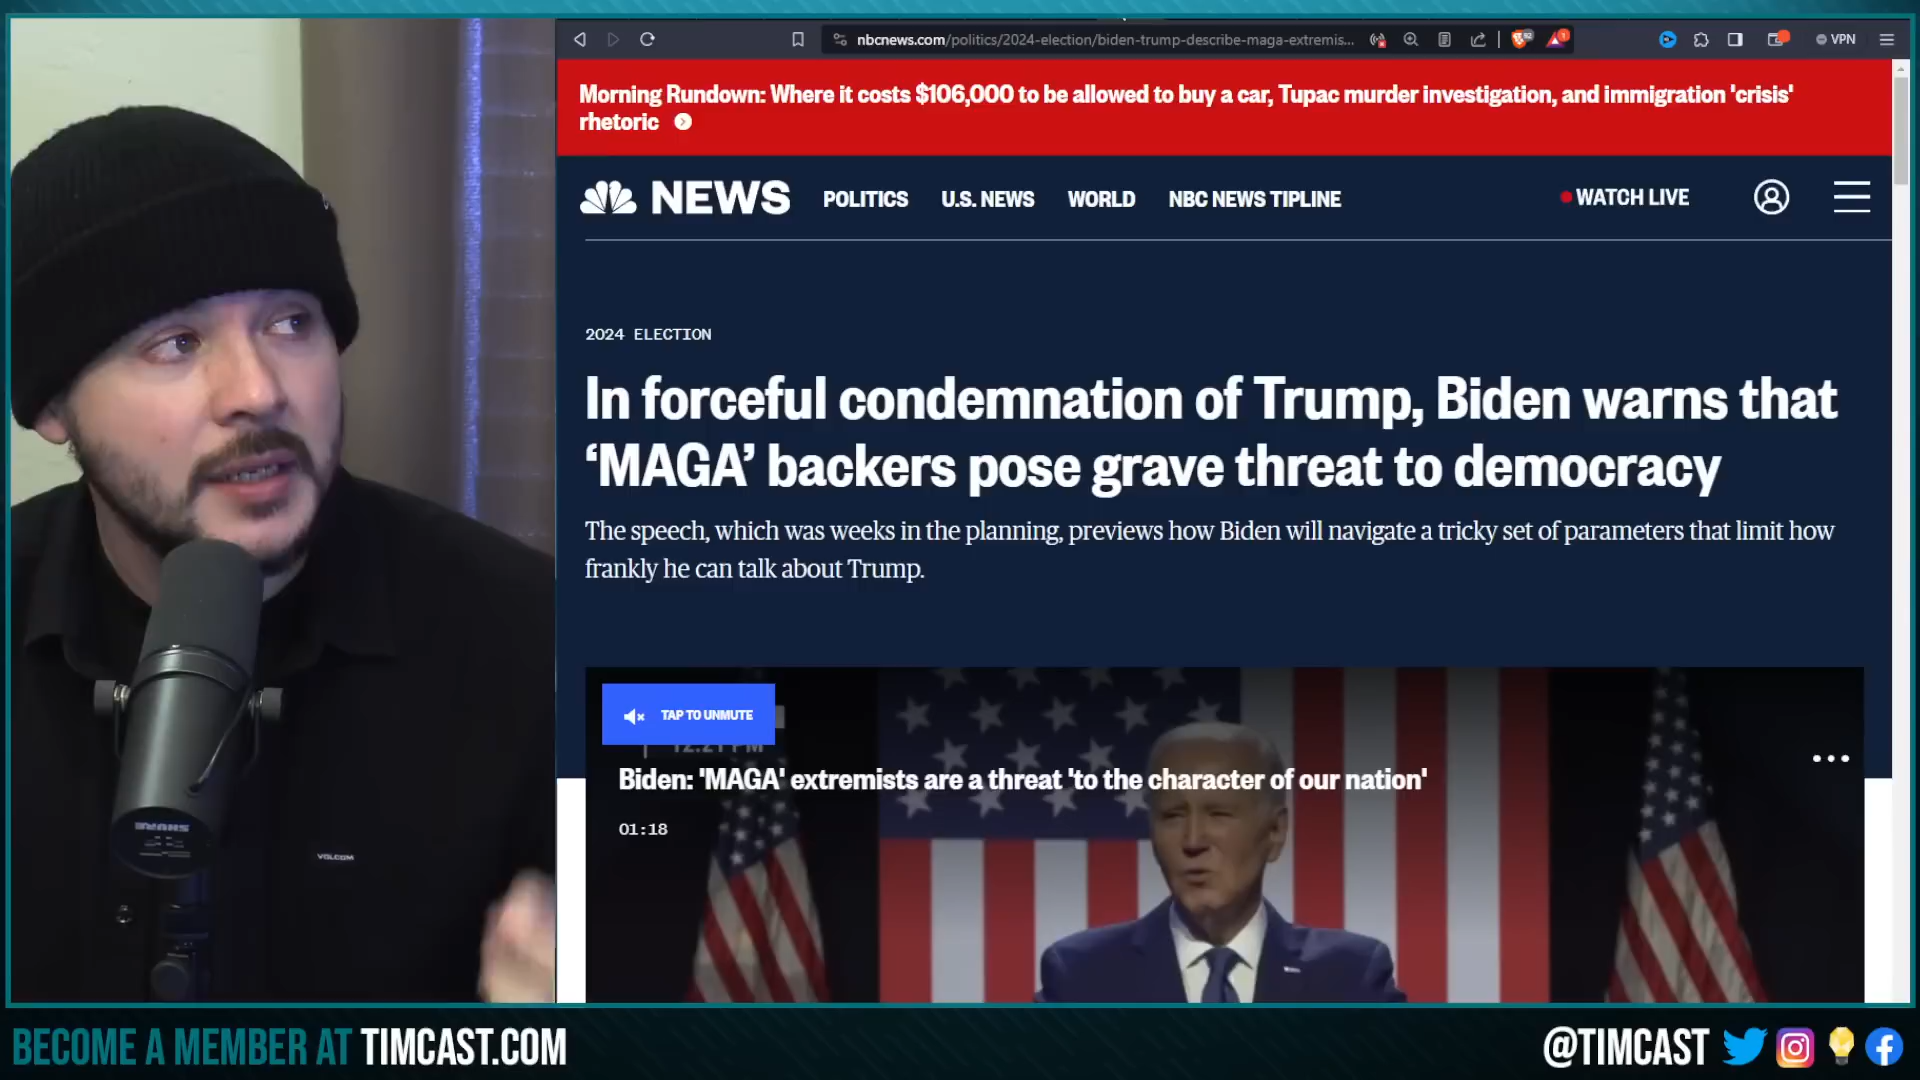 nbcnews.com/politics/2024-election/biden-trump-describe-maga-extremis...
VPN
Morning Rundown: Where it costs $106,000 to be allowed to buy a car, Tupac murder investigation, and immigration 'crisis'
rhetoric
NEWS
POLITICS
U.S. NEWS
WORLD
NBC NEWS TIPLINE
WATCH LIVE
2024 ELECTION
In forceful condemnation of Trump, Biden warns that
‘MAGA’ backers pose grave threat to democracy
The speech, which was weeks in the planning, previews how Biden will navigate a tricky set of parameters that limit how
frankly he can talk about Trump.
TAP TO UNMUTE
12:21 PM
Biden: 'MAGA' extremists are a threat 'to the character of our nation'
01:18
SHURE
VOLCOM
BECOME A MEMBER AT TIMCAST.COM
@TIMCAST